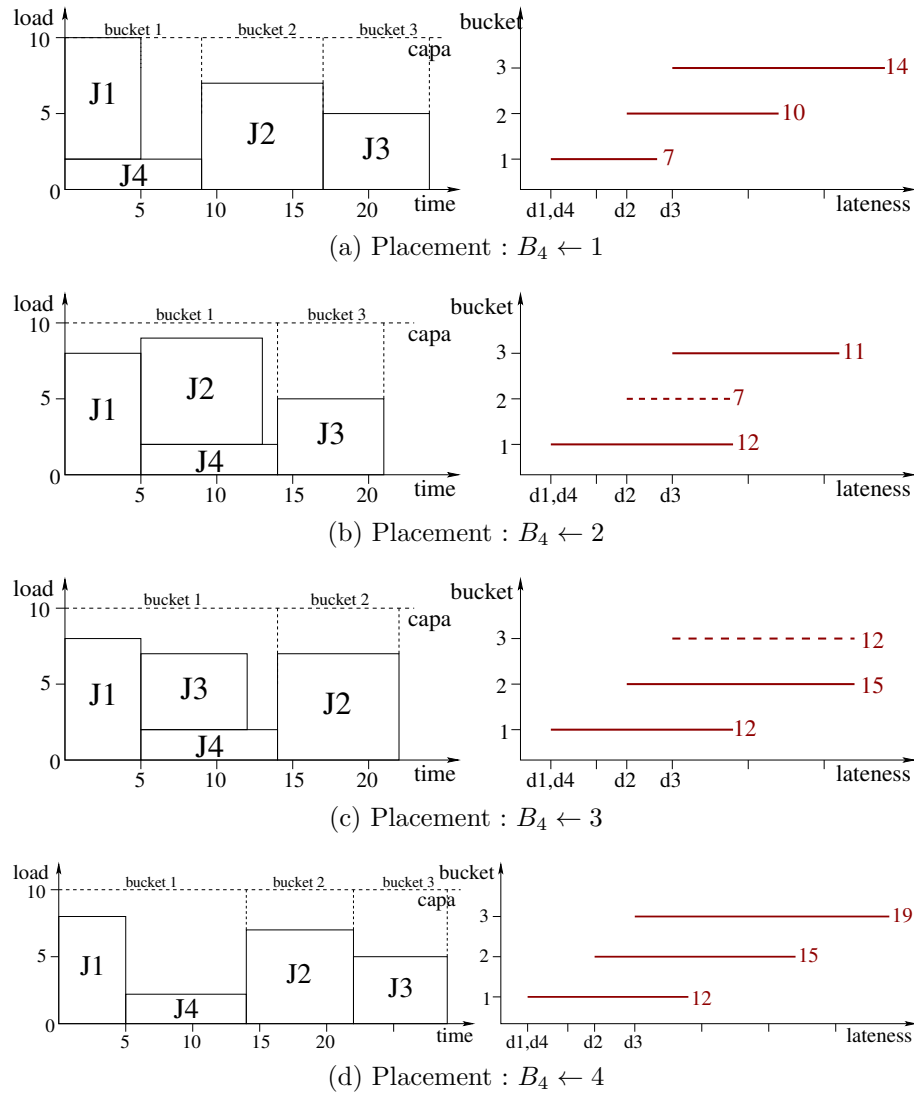 load
bucket 1 bucket 2 bucket 3
10
capa
J1
5
J2
J3
J4
0
5 10 15 20 time
bucket
3 14
2 10
1 7
d1,d4 d2 d3 lateness
(a) Placement : B₄ ← 1
load
bucket 1 bucket 3
10
capa
J1
J2
5
J3
J4
0
5 10 15 20 time
bucket
3 11
2 7
1 12
d1,d4 d2 d3 lateness
(b) Placement : B₄ ← 2
load
bucket 1 bucket 2
10
capa
J1
J3
5
J2
J4
0
5 10 15 20 time
bucket
3 12
2 15
1 12
d1,d4 d2 d3 lateness
(c) Placement : B₄ ← 3
load
bucket 1 bucket 2 bucket 3
10
capa
J1
5
J2
J3
J4
0
5 10 15 20 time
bucket
3 19
2 15
1 12
d1,d4 d2 d3 lateness
(d) Placement : B₄ ← 4